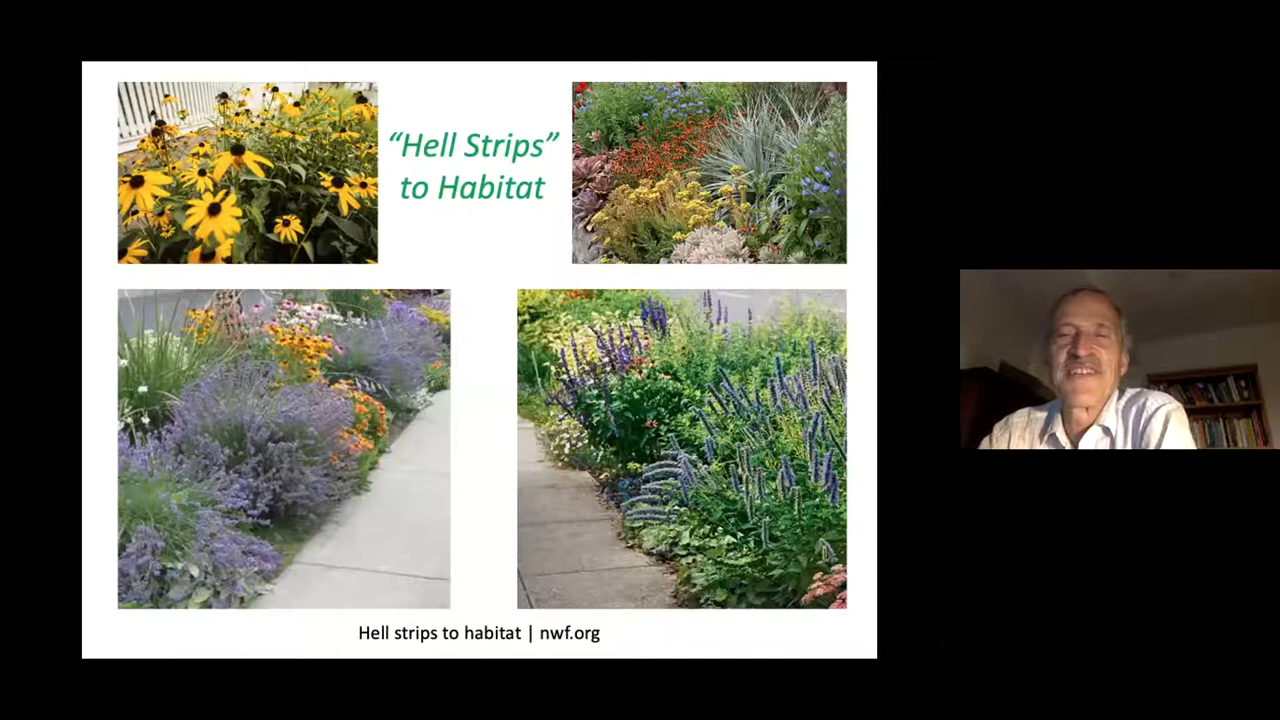 “Hell Strips”
to Habitat
Hell strips to habitat | nwf.org